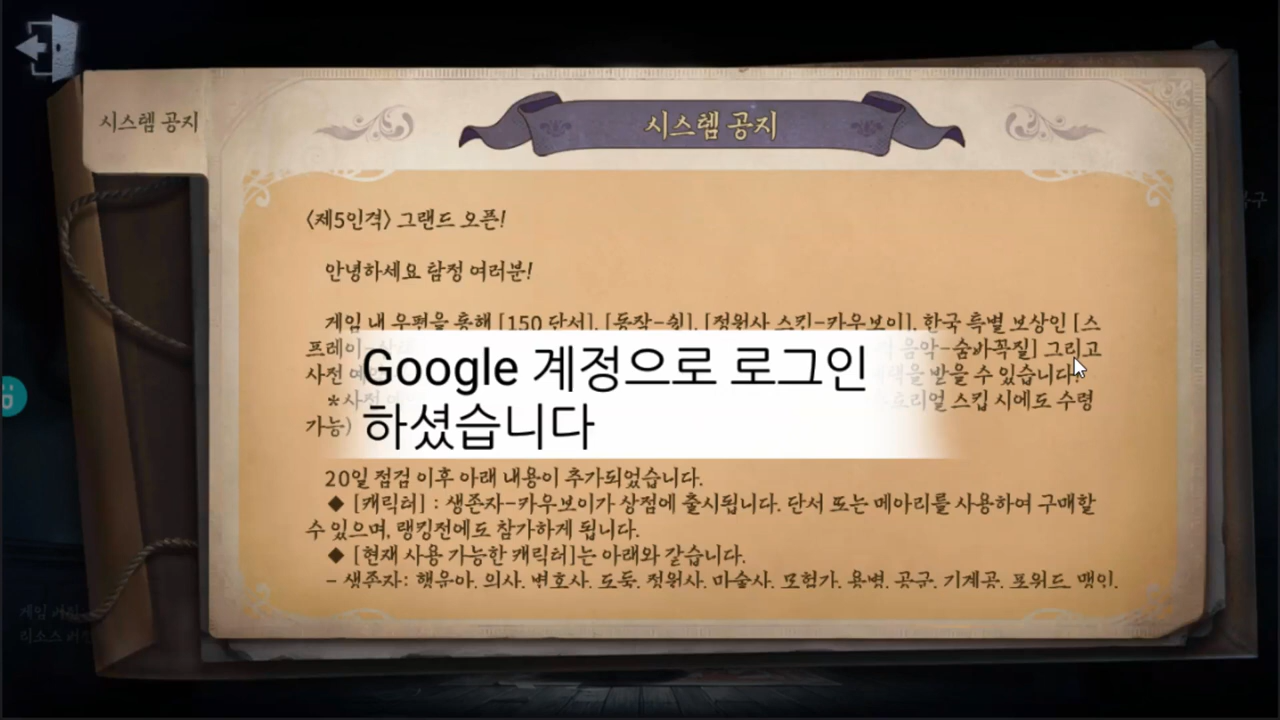 시스템 공지
시스템 공지
<제5인격> 그랜드 오픈!
안녕하세요 탐정 여러분!
게임 내 우편을 통해 [150 단서], [동작-쉿], [정원사 스킨-카우보이], 한국 특별 보상인 [스
프레이- 음악-숨바꼭질] 그리고
사전 예 을 받을 수 있습니다.
*사전 스킵 시에도 수령
가능)
Google 계정으로 로그인
하셨습니다
20일 점검 이후 아래 내용이 추가되었습니다.
◆ [캐릭터] : 생존자-카우보이가 상점에 출시됩니다. 단서 또는 메아리를 사용하여 구매할
수 있으며, 랭킹전에도 참가하게 됩니다.
◆ [현재 사용 가능한 캐릭터]는 아래와 같습니다.
- 생존자: 행운아, 의사, 변호사, 도둑, 정원사, 마술사, 모험가, 용병, 공군, 기계공, 포워드, 맹인,
게임 버전
리소스 버전